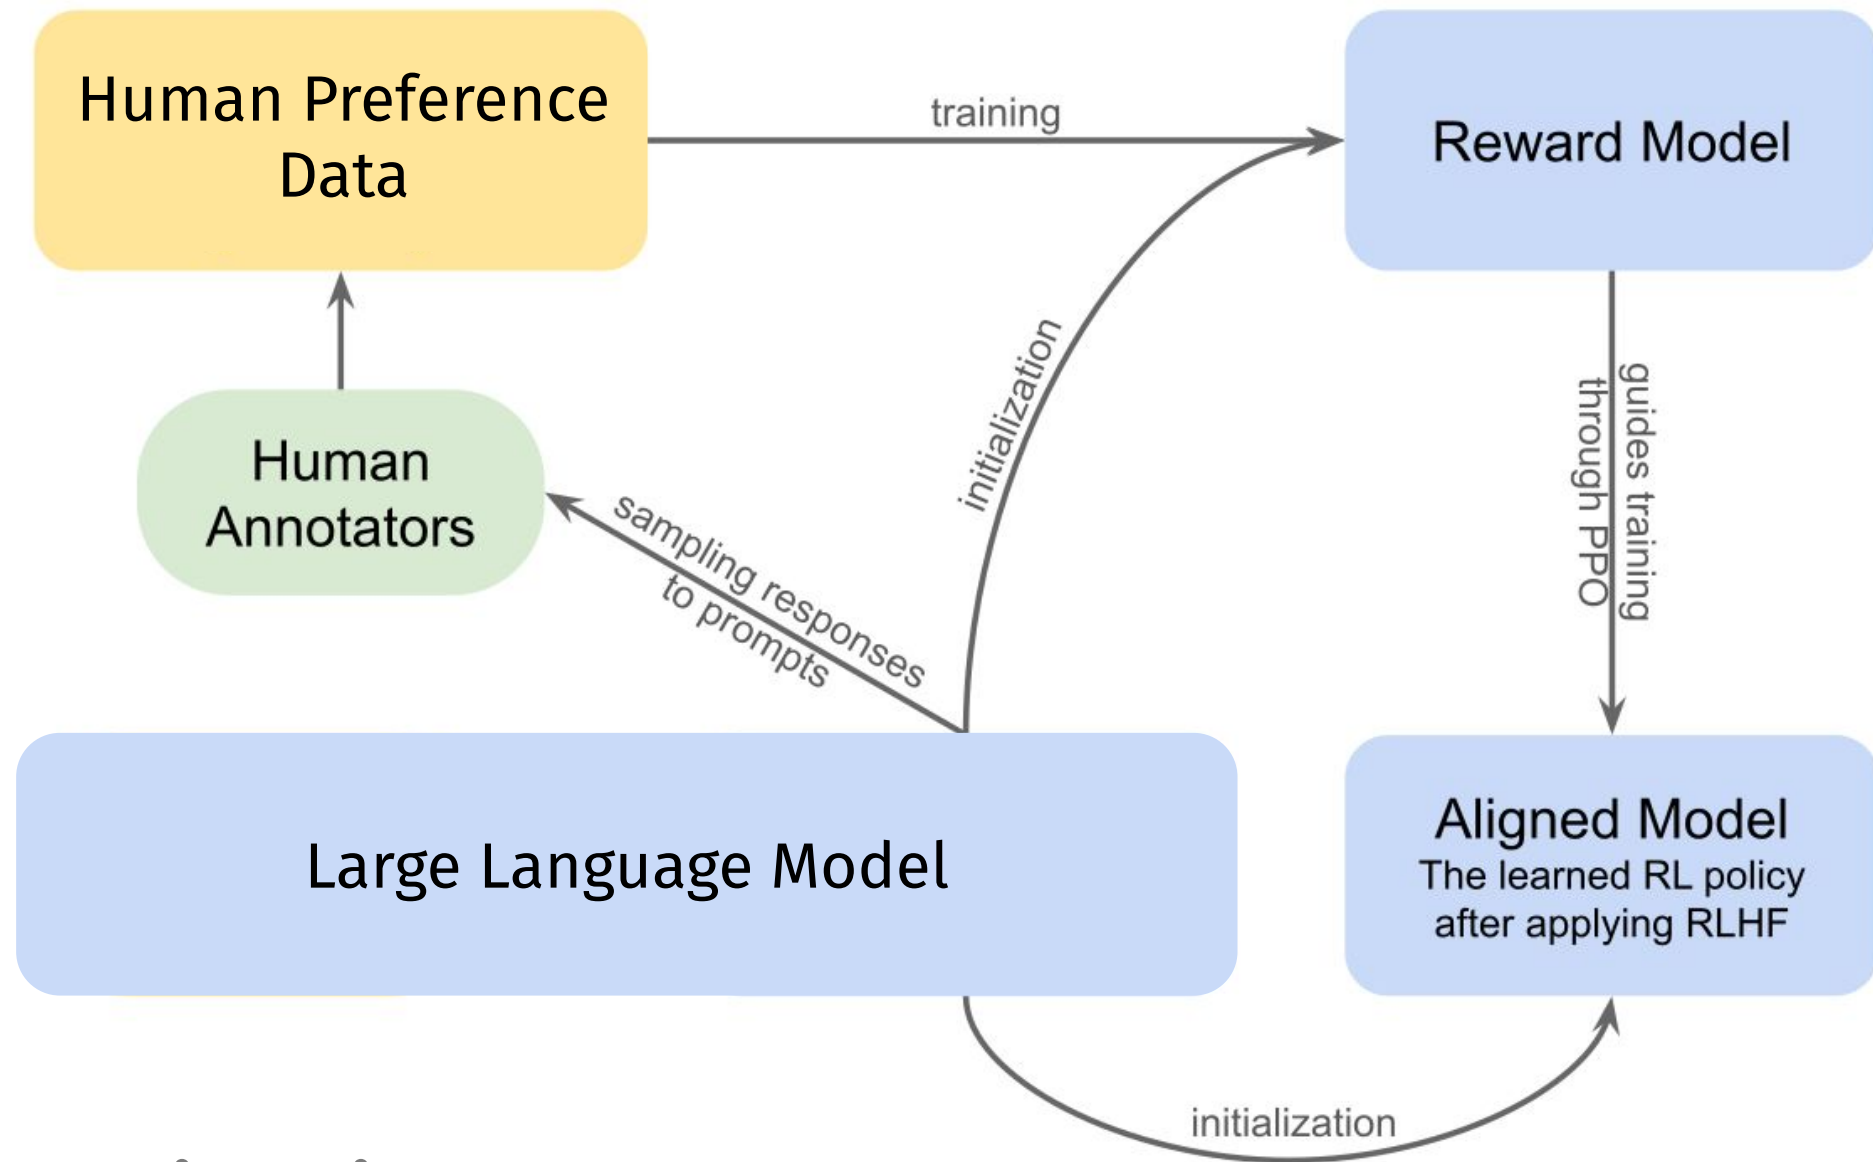 Human Preference
Data
training
Reward Model
initialization
guides training
through PPO
Human
Annotators
sampling responses
to prompts
Large Language Model
Aligned Model
The learned RL policy
after applying RLHF
initialization